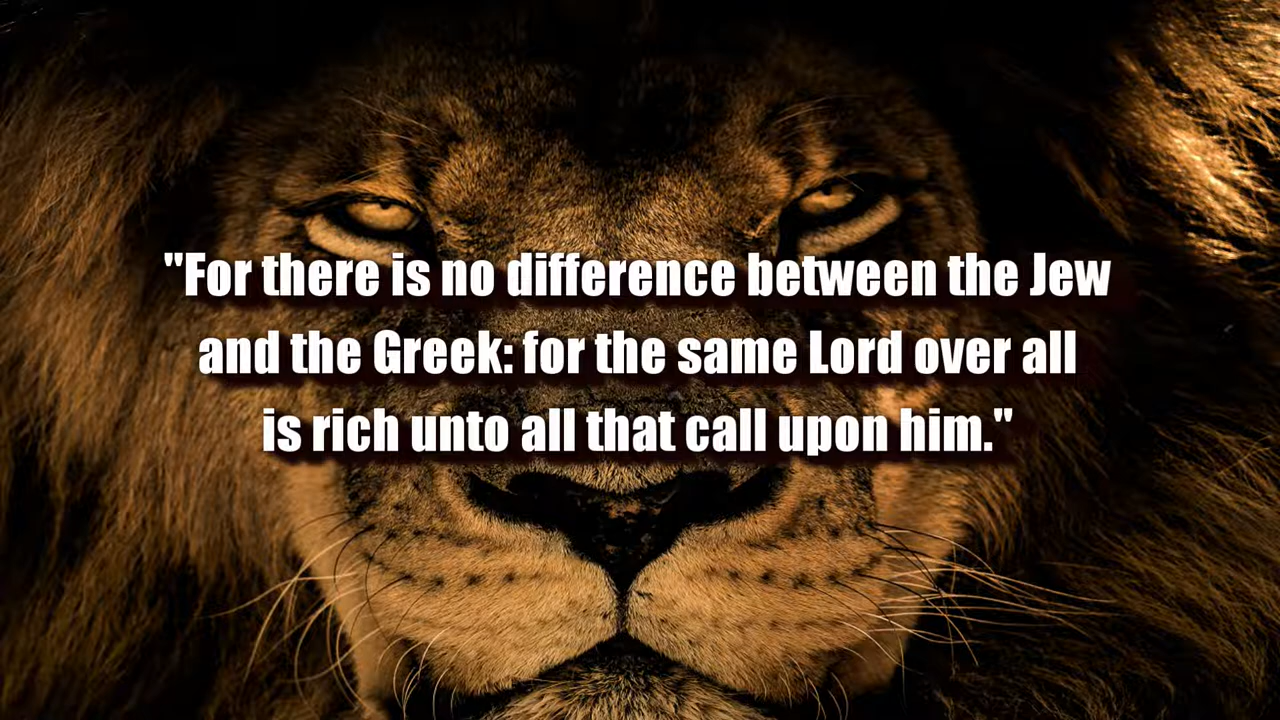 "For there is no difference between the Jew
and the Greek: for the same Lord over all
is rich unto all that call upon him."